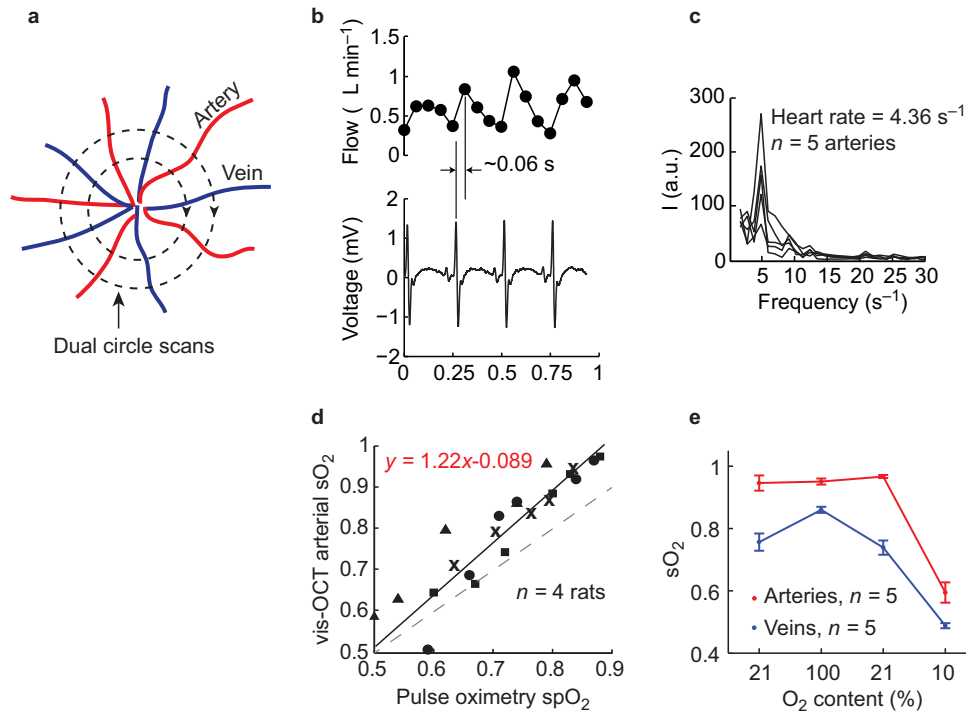 a
Artery
Vein
Dual circle scans
b
Flow ( L min⁻¹)
1.5
1
0.5
0
~0.06 s
Voltage (mV)
2
1
0
−1
−2
0
0.25
0.5
0.75
1
c
I (a.u.)
300
200
100
0
Heart rate = 4.36 s⁻¹
n = 5 arteries
5
10
15
20
25
30
Frequency (s⁻¹)
d
vis-OCT arterial sO₂
1
0.9
0.8
0.7
0.6
0.5
y = 1.22x-0.089
n = 4 rats
0.5
0.6
0.7
0.8
0.9
Pulse oximetry spO₂
e
sO₂
1
0.8
0.6
0.4
Arteries, n = 5
Veins, n = 5
21
100
21
10
O₂ content (%)